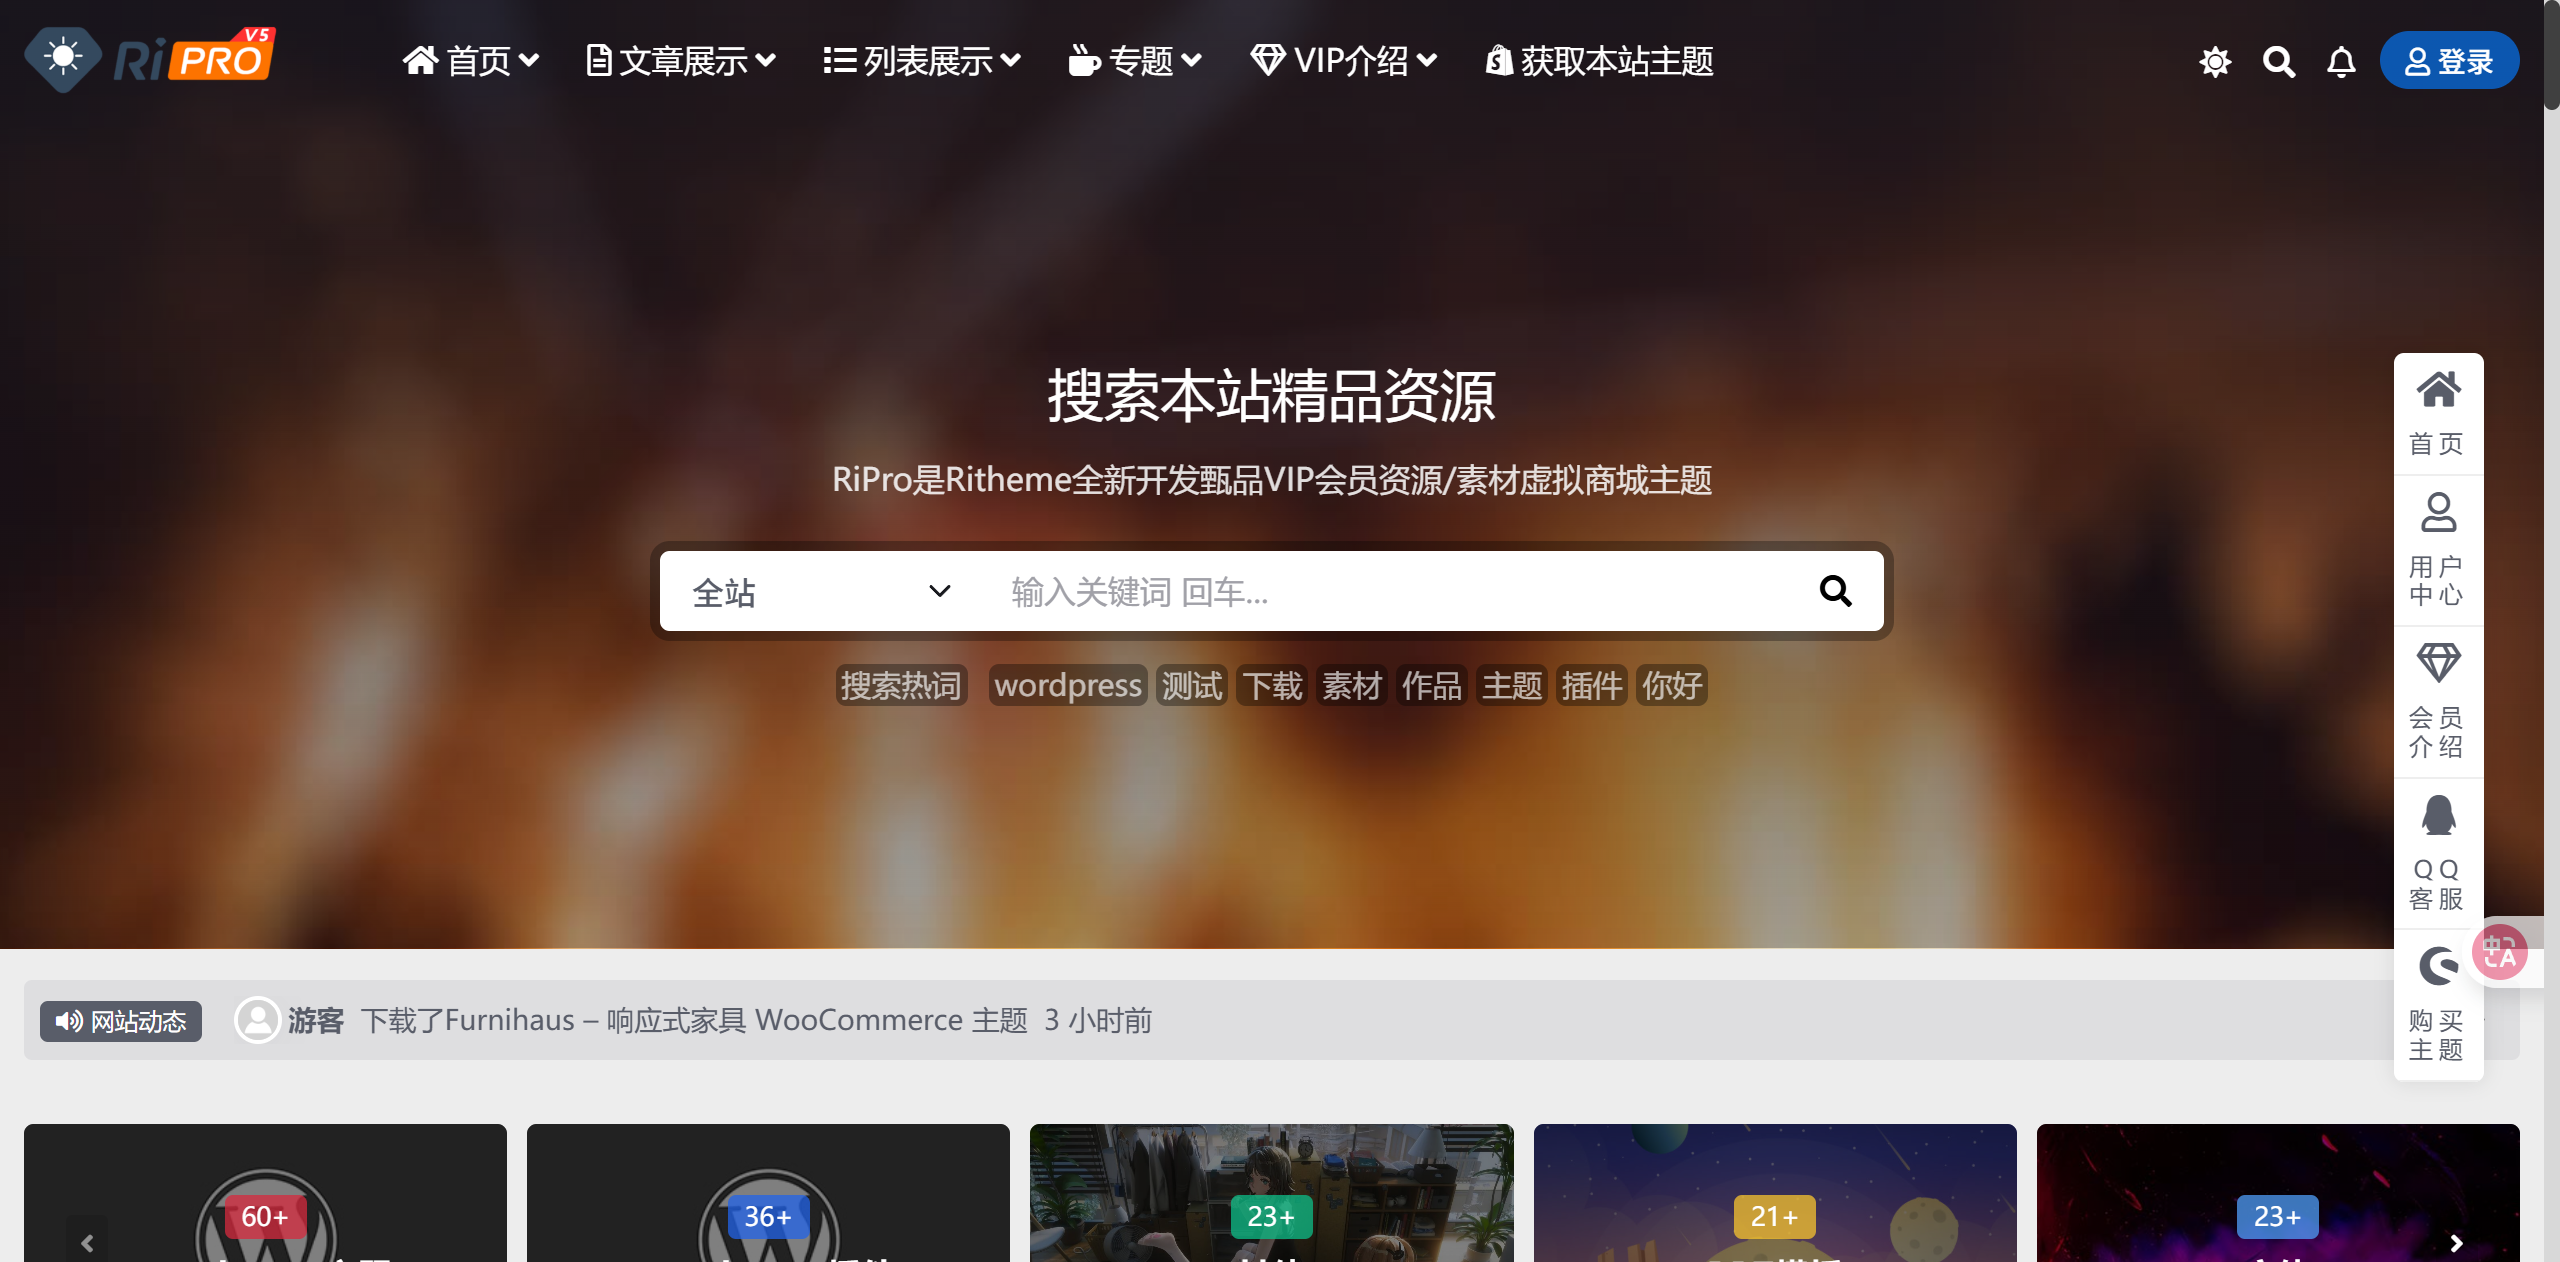 RiPRO V5
首页 文章展示 列表展示 专题 VIP介绍 获取本站主题 登录
搜索本站精品资源
RiPro是Ritheme全新开发甄品VIP会员资源/素材虚拟商城主题
全站 输入关键词 回车...
搜索热词 wordpress 测试 下载 素材 作品 主题 插件 你好
首页
用户
中心
会员
介绍
QQ
客服
购买
主题
中A
网站动态 游客 下载了Furnihaus – 响应式家具 WooCommerce 主题 3 小时前
60+ 36+ 23+ 21+ 23+